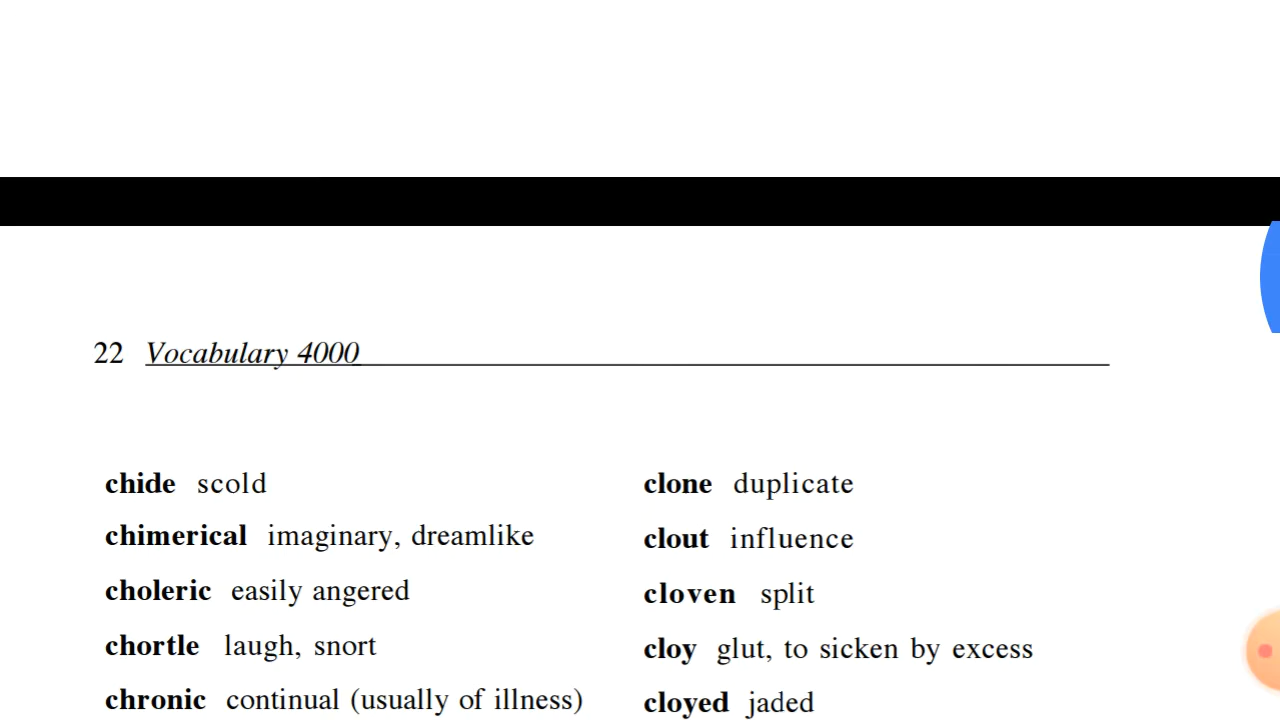 22 Vocabulary 4000
chide scold
chimerical imaginary, dreamlike
choleric easily angered
chortle laugh, snort
chronic continual (usually of illness)
clone duplicate
clout influence
cloven split
cloy glut, to sicken by excess
cloyed jaded